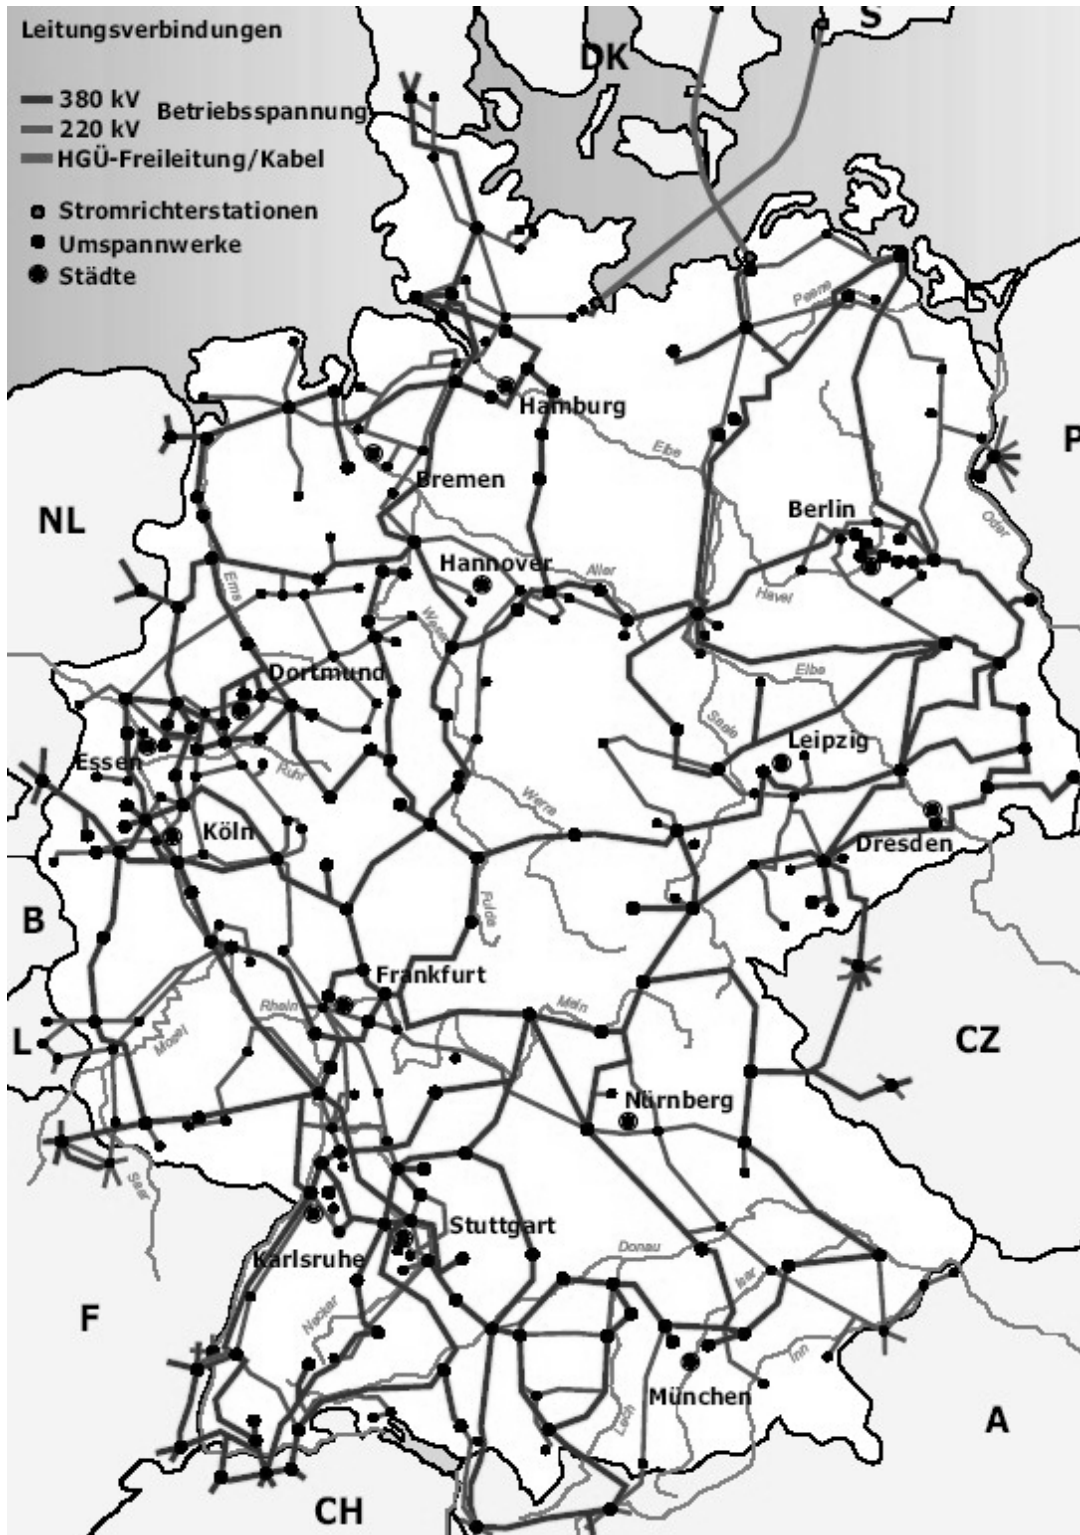 Leitungsverbindungen
380 kV
Betriebsspannung
220 kV
HGÜ-Freileitung/Kabel
Stromrichterstationen
Umspannwerke
Städte
DK
S
P
Peene
Hamburg
Elbe
Bremen
NL
Berlin
Oder
Hannover
Aller
Havel
Ems
Weser
Dortmund
Elbe
Saale
Leipzig
Essen
Ruhr
Werra
Köln
Dresden
B
Fulda
Frankfurt
Rhein
Main
L
Mosel
CZ
Nürnberg
Saar
Stuttgart
Karlsruhe
Donau
Isar
F
Neckar
Inn
München
Lech
A
CH